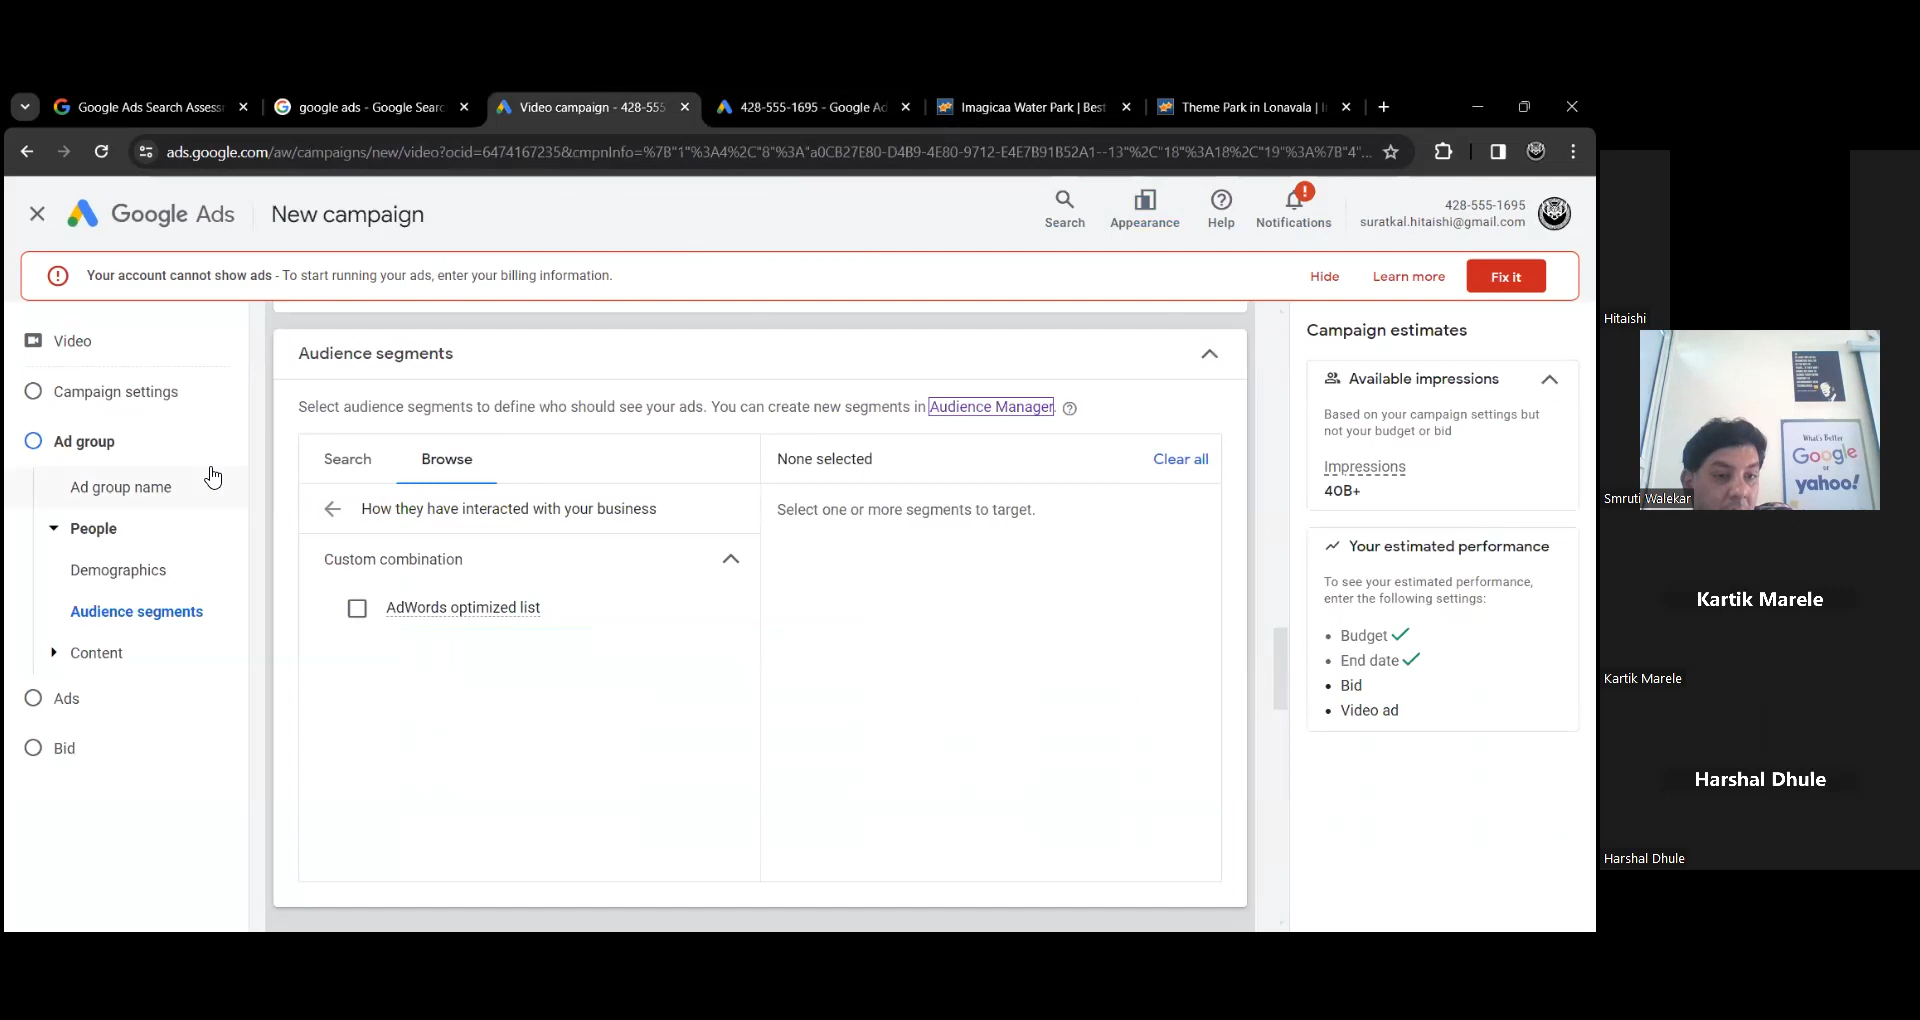 Google Ads Search Assess
google ads - Google Searc
Video campaign - 428-555
428-555-1695 - Google Ad
Imagicaa Water Park | Best
Theme Park in Lonavala | I
ads.google.com/aw/campaigns/new/video?ocid=6474167235&cmpnInfo=%7B"1"%3A4%2C"8"%3A"a0CB27E80-D4B9-4E80-9712-E4E7B91B52A1--13"%2C"18"%3A18%2C"19"%3A%7B"4"...
Google Ads
New campaign
Search
Appearance
Help
Notifications
428-555-1695
suratkal.hitaishi@gmail.com
Your account cannot show ads - To start running your ads, enter your billing information.
Hide
Learn more
Fix it
Video
Campaign settings
Ad group
Ad group name
People
Demographics
Audience segments
Content
Ads
Bid
Audience segments
Select audience segments to define who should see your ads. You can create new segments in Audience Manager.
Search
Browse
None selected
Clear all
How they have interacted with your business
Select one or more segments to target.
Custom combination
AdWords optimized list
Campaign estimates
Available impressions
Based on your campaign settings but
not your budget or bid
Impressions
40B+
Your estimated performance
To see your estimated performance,
enter the following settings:
• Budget
• End date
• Bid
• Video ad
Hitaishi
What's Better
Google
or
yahoo!
Smruti Walekar
Kartik Marele
Kartik Marele
Harshal Dhule
Harshal Dhule